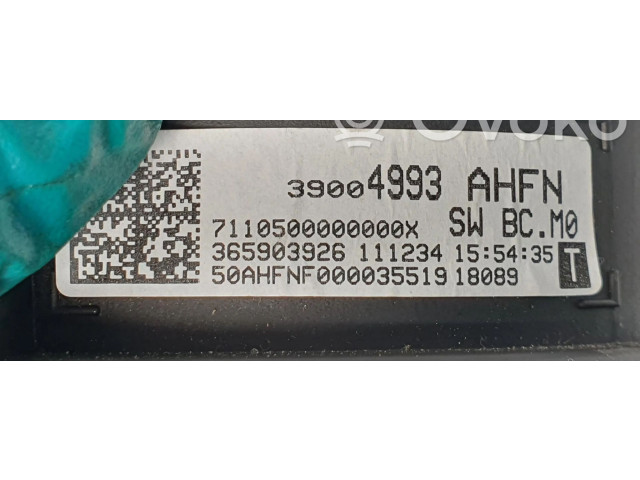 Ovoko
39004993 AHFN
7110500000000X SW BC.M0
365903926 111234 15:54:35 T
50AHFNF000035519 18089